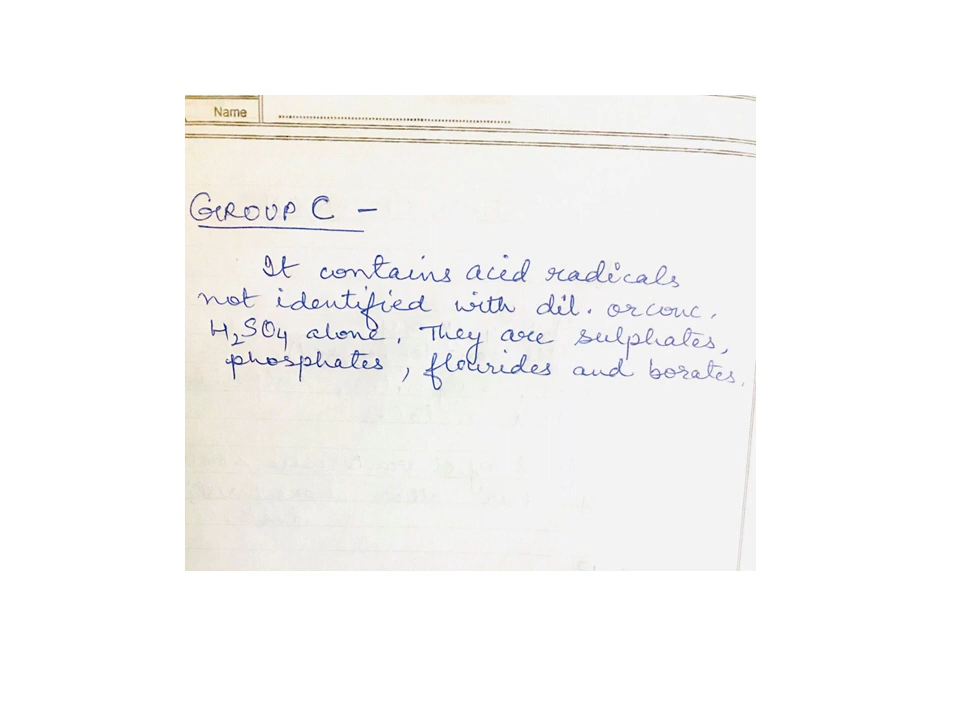 Name
GROUP C -
It contains acid radicals
not identified with dil. or conc.
H₂SO₄ alone. They are sulphates,
phosphates, flourides and borates.